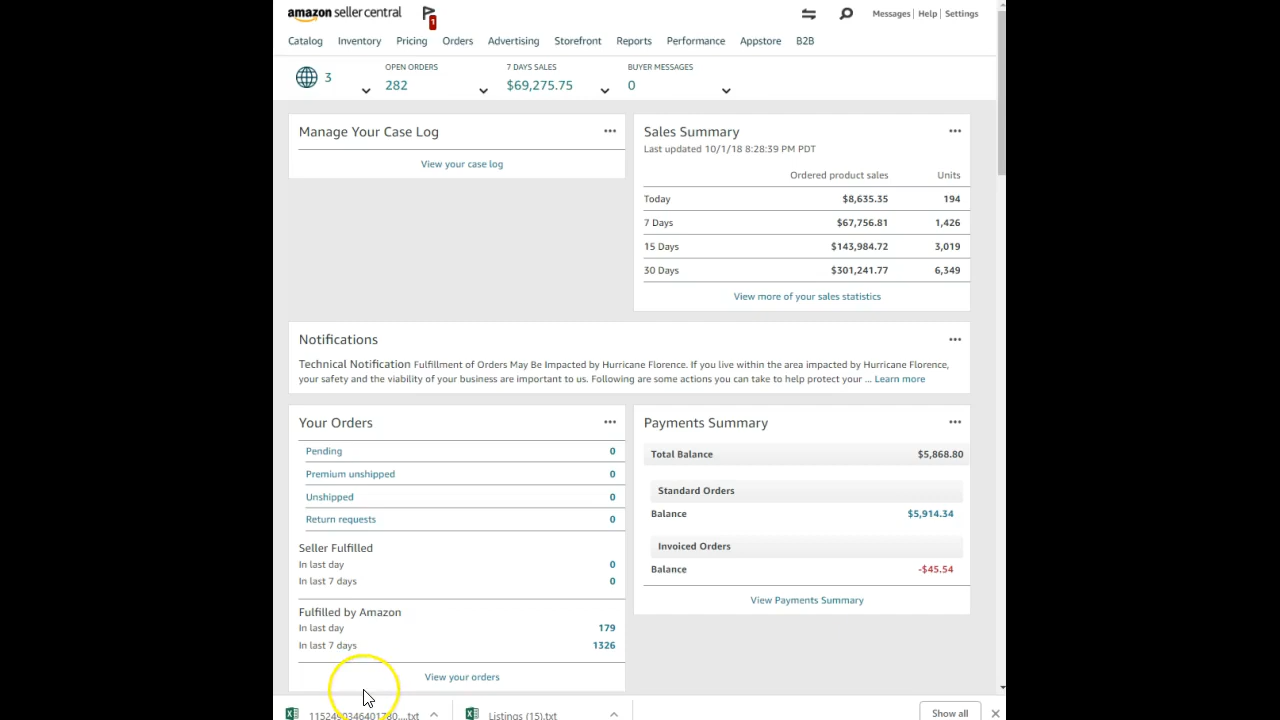 amazon seller central
1
Messages | Help | Settings
Catalog Inventory Pricing Orders Advertising Storefront Reports Performance Appstore B2B
3
OPEN ORDERS
282
7 DAYS SALES
$69,275.75
BUYER MESSAGES
0
Manage Your Case Log
View your case log
Sales Summary
Last updated 10/1/18 8:28:39 PM PDT
Ordered product sales Units
Today $8,635.35 194
7 Days $67,756.81 1,426
15 Days $143,984.72 3,019
30 Days $301,241.77 6,349
View more of your sales statistics
Notifications
Technical Notification Fulfillment of Orders May Be Impacted by Hurricane Florence. If you live within the area impacted by Hurricane Florence,
your safety and the viability of your business are important to us. Following are some actions you can take to help protect your ... Learn more
Your Orders
Pending 0
Premium unshipped 0
Unshipped 0
Return requests 0
Seller Fulfilled
In last day 0
In last 7 days 0
Fulfilled by Amazon
In last day 179
In last 7 days 1326
View your orders
Payments Summary
Total Balance $5,868.80
Standard Orders
Balance $5,914.34
Invoiced Orders
Balance -$45.54
View Payments Summary
1152490346401780....txt
Listings (15).txt
Show all